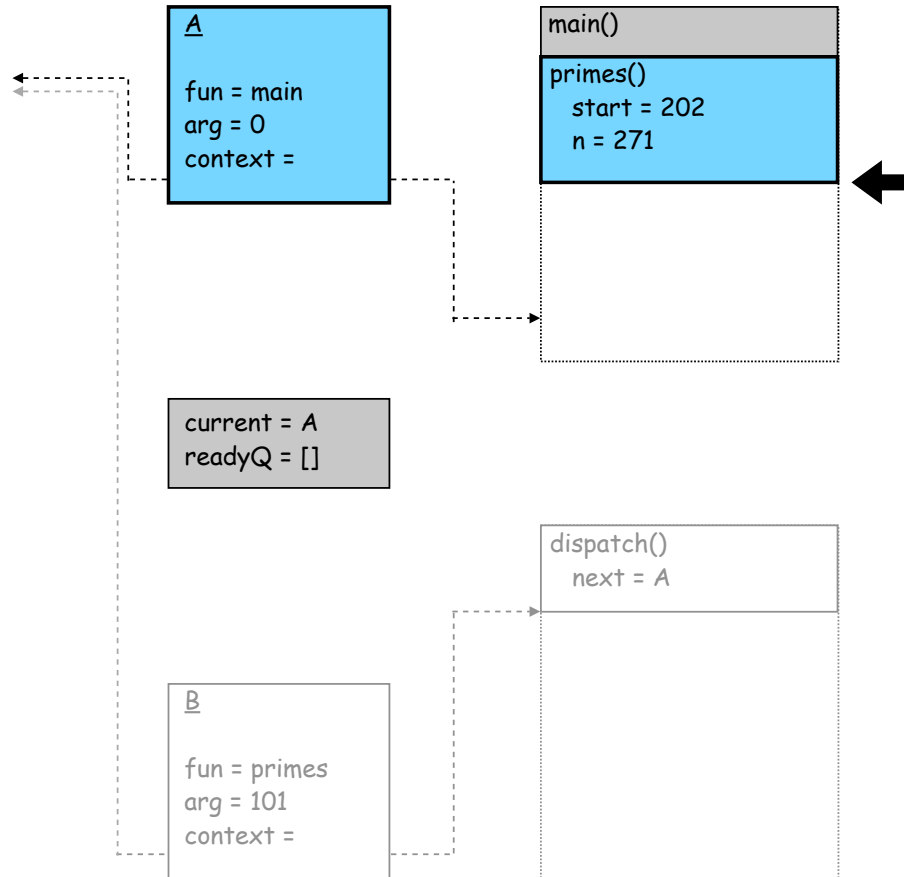 A
fun = main
arg = 0
context =
main()
primes()
start = 202
n = 271
current = A
readyQ = []
dispatch()
next = A
B
fun = primes
arg = 101
context =